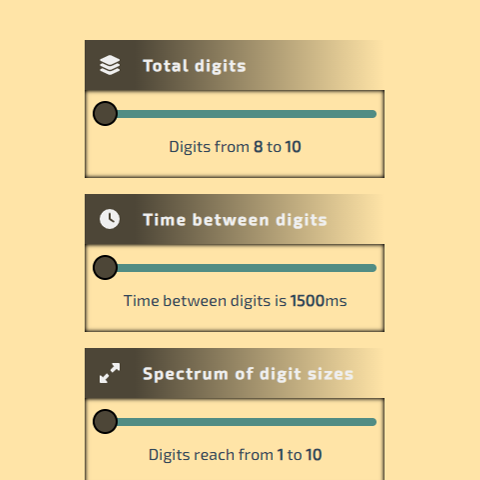 Total digits
Digits from 8 to 10
Time between digits
Time between digits is 1500ms
Spectrum of digit sizes
Digits reach from 1 to 10